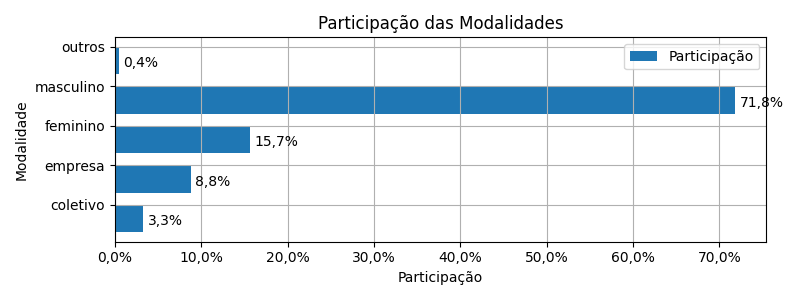 Participação das Modalidades
Participação
outros
0,4%
masculino
71,8%
feminino
15,7%
empresa
8,8%
coletivo
3,3%
Modalidade
0,0% 10,0% 20,0% 30,0% 40,0% 50,0% 60,0% 70,0%
Participação